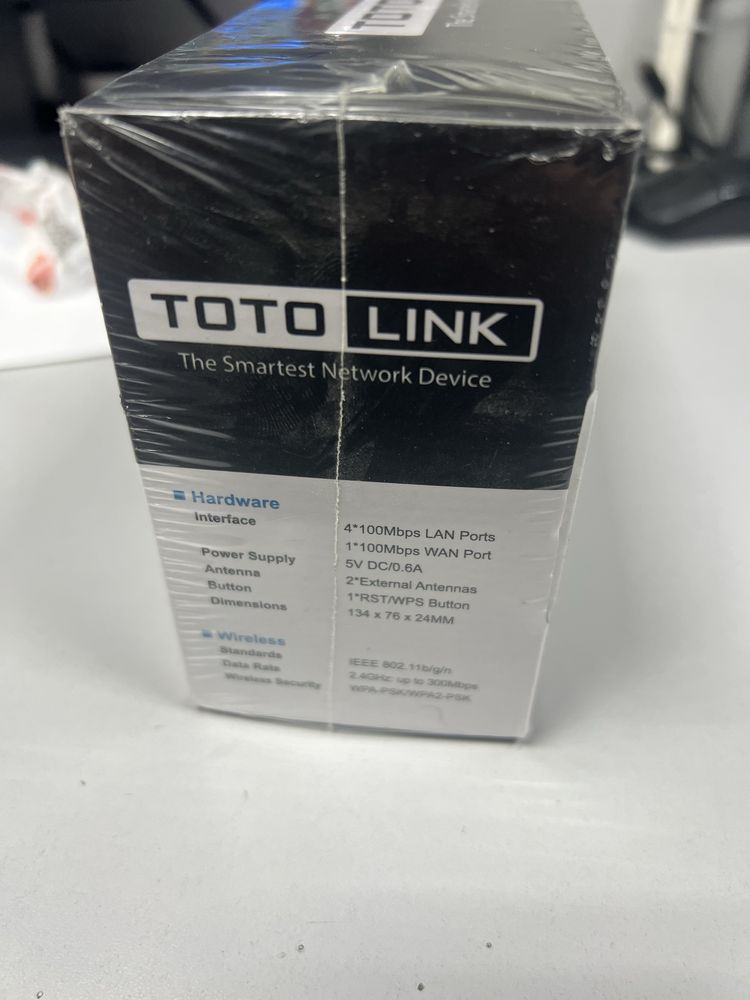 TOTO
TOTO LINK
The Smartest Network Device
Hardware
Interface 4*100Mbps LAN Ports
1*100Mbps WAN Port
Power Supply 5V DC/0.6A
Antenna 2*External Antennas
Button 1*RST/WPS Button
Dimensions 134 x 76 x 24MM
Wireless
Standards IEEE 802.11b/g/n
Data Rate 2.4GHz: up to 300Mbps
Wireless Security WPA-PSK/WPA2-PSK